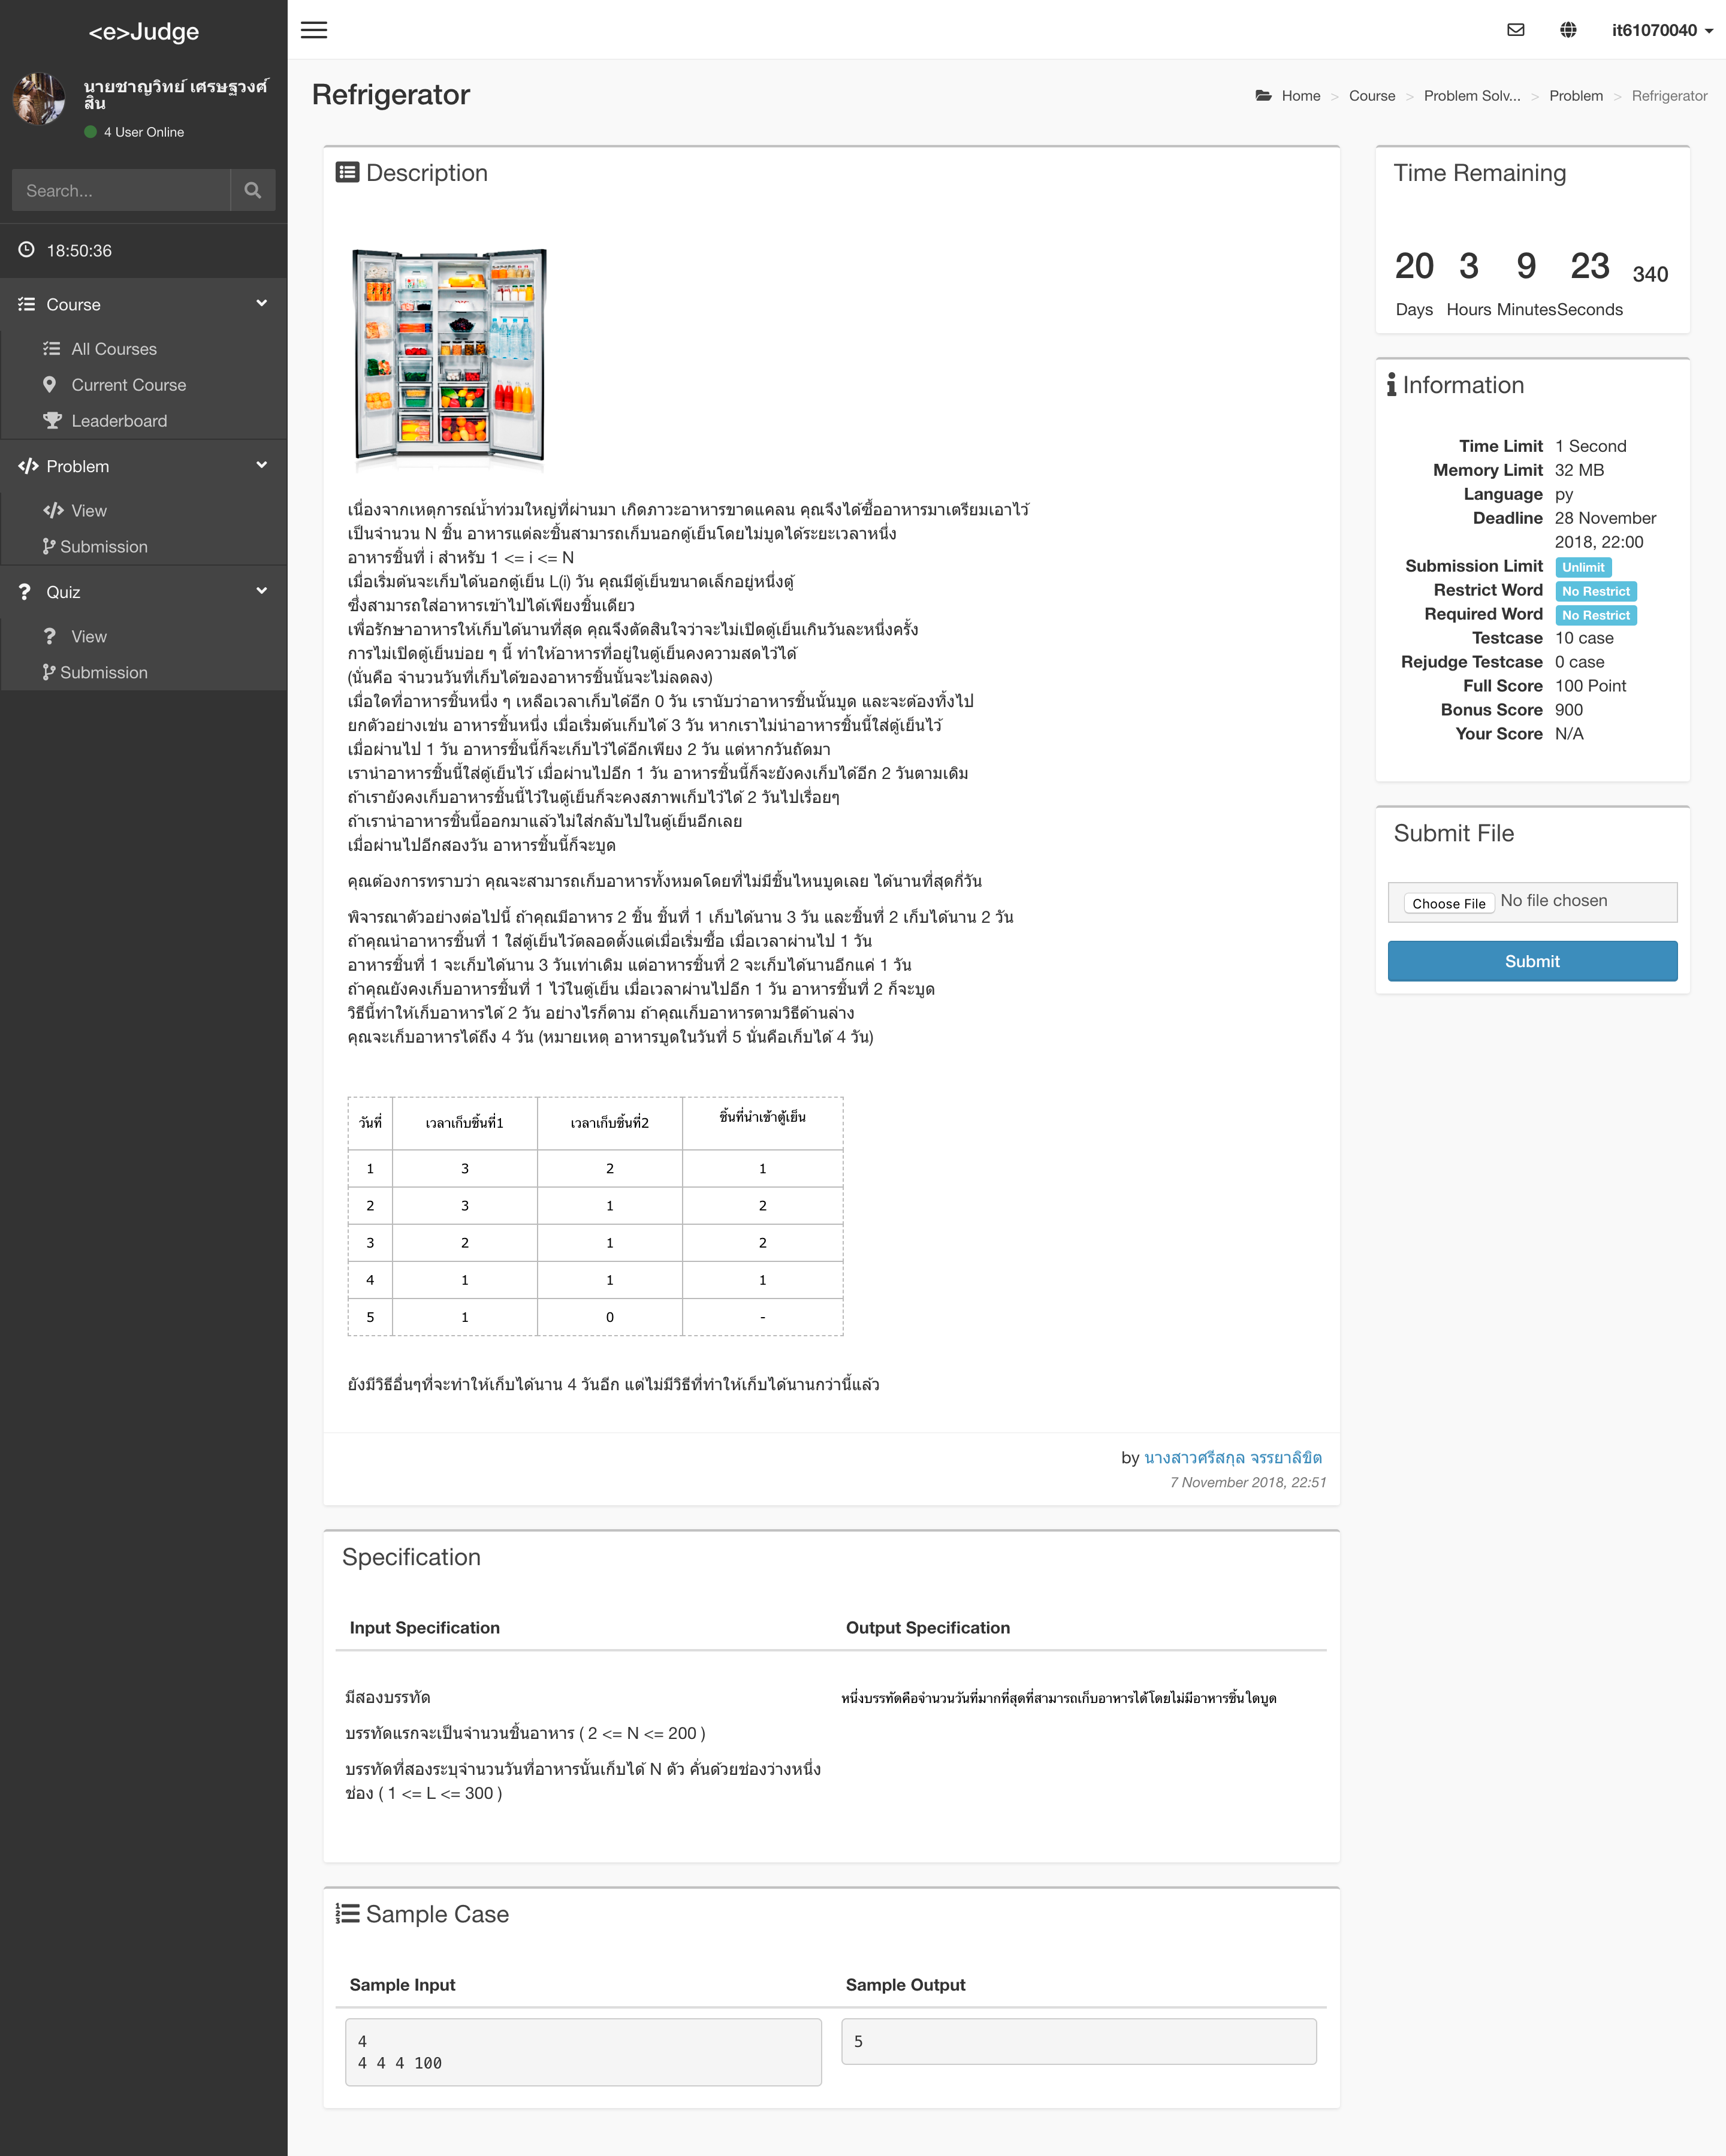 <e>Judge
it61070040
นายชาญวิทย์ เศรษฐวงศ์
สิน
4 User Online
Search...
18:50:36
Course
All Courses
Current Course
Leaderboard
Problem
View
Submission
Quiz
View
Submission
Refrigerator
Home > Course > Problem Solv... > Problem > Refrigerator
Description
เนื่องจากเหตุการณ์น้ำท่วมใหญ่ที่ผ่านมา เกิดภาวะอาหารขาดแคลน คุณจึงได้ซื้ออาหารมาเตรียมเอาไว้
เป็นจำนวน N ชิ้น อาหารแต่ละชิ้นสามารถเก็บนอกตู้เย็นโดยไม่บูดได้ระยะเวลาหนึ่ง
อาหารชิ้นที่ i สำหรับ 1 <= i <= N
เมื่อเริ่มต้นจะเก็บได้นอกตู้เย็น L(i) วัน คุณมีตู้เย็นขนาดเล็กอยู่หนึ่งตู้
ซึ่งสามารถใส่อาหารเข้าไปได้เพียงชิ้นเดียว
เพื่อรักษาอาหารให้เก็บได้นานที่สุด คุณจึงตัดสินใจว่าจะไม่เปิดตู้เย็นเกินวันละหนึ่งครั้ง
การไม่เปิดตู้เย็นบ่อย ๆ นี้ ทำให้อาหารที่อยู่ในตู้เย็นคงความสดไว้ได้
(นั่นคือ จำนวนวันที่เก็บได้ของอาหารชิ้นนั้นจะไม่ลดลง)
เมื่อใดที่อาหารชิ้นหนึ่ง ๆ เหลือเวลาเก็บได้อีก 0 วัน เรานับว่าอาหารชิ้นนั้นบูด และจะต้องทิ้งไป
ยกตัวอย่างเช่น อาหารชิ้นหนึ่ง เมื่อเริ่มต้นเก็บได้ 3 วัน หากเราไม่นำอาหารชิ้นนี้ใส่ตู้เย็นไว้
เมื่อผ่านไป 1 วัน อาหารชิ้นนี้ก็จะเก็บไว้ได้อีกเพียง 2 วัน แต่หากวันถัดมา
เรานำอาหารชิ้นนี้ใส่ตู้เย็นไว้ เมื่อผ่านไปอีก 1 วัน อาหารชิ้นนี้ก็จะยังคงเก็บได้อีก 2 วันตามเดิม
ถ้าเรายังคงเก็บอาหารชิ้นนี้ไว้ในตู้เย็นก็จะคงสภาพเก็บไว้ได้ 2 วันไปเรื่อยๆ
ถ้าเรานำอาหารชิ้นนี้ออกมาแล้วไม่ใส่กลับไปในตู้เย็นอีกเลย
เมื่อผ่านไปอีกสองวัน อาหารชิ้นนี้ก็จะบูด
คุณต้องการทราบว่า คุณจะสามารถเก็บอาหารทั้งหมดโดยที่ไม่มีชิ้นไหนบูดเลย ได้นานที่สุดกี่วัน
พิจารณาตัวอย่างต่อไปนี้ ถ้าคุณมีอาหาร 2 ชิ้น ชิ้นที่ 1 เก็บได้นาน 3 วัน และชิ้นที่ 2 เก็บได้นาน 2 วัน
ถ้าคุณนำอาหารชิ้นที่ 1 ใส่ตู้เย็นไว้ตลอดตั้งแต่เมื่อเริ่มซื้อ เมื่อเวลาผ่านไป 1 วัน
อาหารชิ้นที่ 1 จะเก็บได้นาน 3 วันเท่าเดิม แต่อาหารชิ้นที่ 2 จะเก็บได้นานอีกแค่ 1 วัน
ถ้าคุณยังคงเก็บอาหารชิ้นที่ 1 ไว้ในตู้เย็น เมื่อเวลาผ่านไปอีก 1 วัน อาหารชิ้นที่ 2 ก็จะบูด
วิธีนี้ทำให้เก็บอาหารได้ 2 วัน อย่างไรก็ตาม ถ้าคุณเก็บอาหารตามวิธีด้านล่าง
คุณจะเก็บอาหารได้ถึง 4 วัน (หมายเหตุ อาหารบูดในวันที่ 5 นั่นคือเก็บได้ 4 วัน)
วันที่ เวลาเก็บชิ้นที่1 เวลาเก็บชิ้นที่2 ชิ้นที่นำเข้าตู้เย็น
1 3 2 1
2 3 1 2
3 2 1 2
4 1 1 1
5 1 0 -
ยังมีวิธีอื่นๆที่จะทำให้เก็บได้นาน 4 วันอีก แต่ไม่มีวิธีที่ทำให้เก็บได้นานกว่านี้แล้ว
by นางสาวศรีสกุล จรรยาลิขิต
7 November 2018, 22:51
Time Remaining
20 3 9 23 340
Days Hours Minutes Seconds
Information
Time Limit 1 Second
Memory Limit 32 MB
Language py
Deadline 28 November
2018, 22:00
Submission Limit Unlimit
Restrict Word No Restrict
Required Word No Restrict
Testcase 10 case
Rejudge Testcase 0 case
Full Score 100 Point
Bonus Score 900
Your Score N/A
Submit File
Choose File No file chosen
Submit
Specification
Input Specification
มีสองบรรทัด
บรรทัดแรกจะเป็นจำนวนชิ้นอาหาร ( 2 <= N <= 200 )
บรรทัดที่สองระบุจำนวนวันที่อาหารนั้นเก็บได้ N ตัว คั่นด้วยช่องว่างหนึ่ง
ช่อง ( 1 <= L <= 300 )
Output Specification
หนึ่งบรรทัดคือจำนวนวันที่มากที่สุดที่สามารถเก็บอาหารได้โดยไม่มีอาหารชิ้นใดบูด
Sample Case
Sample Input
4
4 4 4 100
Sample Output
5